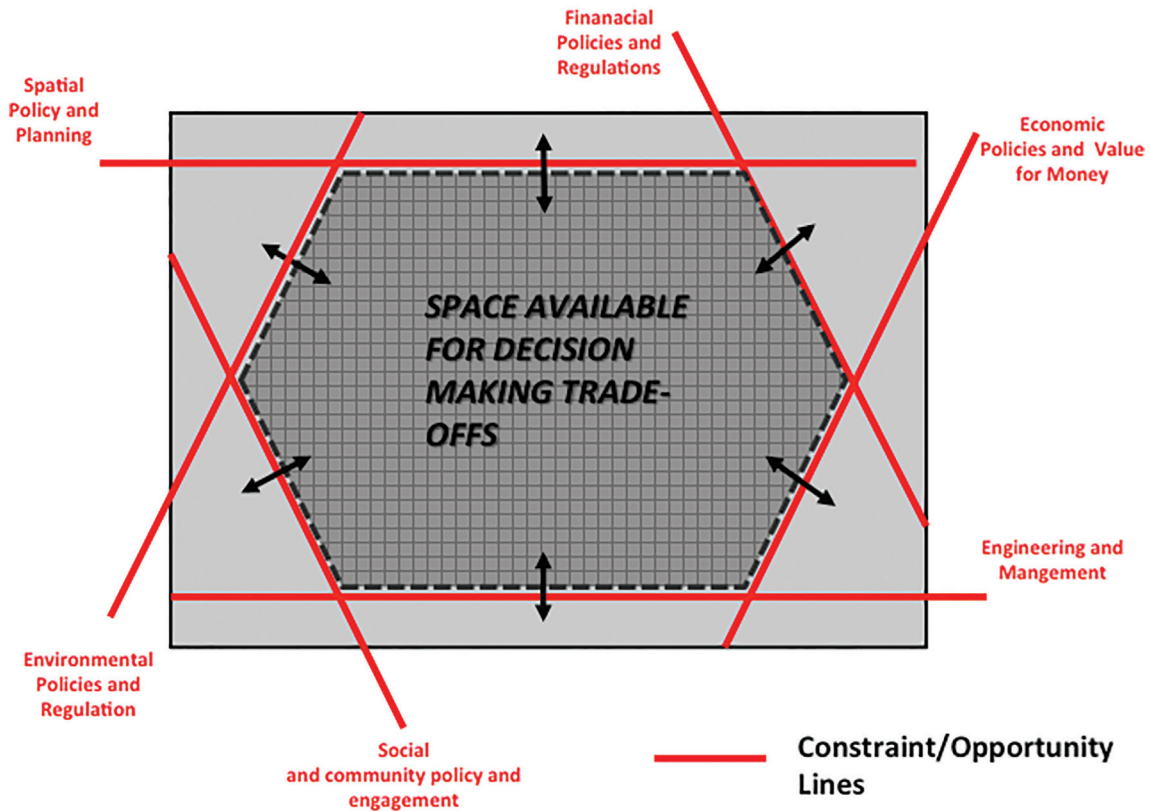 Finanacial
Policies and
Regulations
Spatial
Policy and
Planning
Economic
Policies and Value
for Money
SPACE AVAILABLE
FOR DECISION
MAKING TRADE-
OFFS
Engineering and
Mangement
Environmental
Policies and
Regulation
Social
and community policy and
engagement
Constraint/Opportunity
Lines